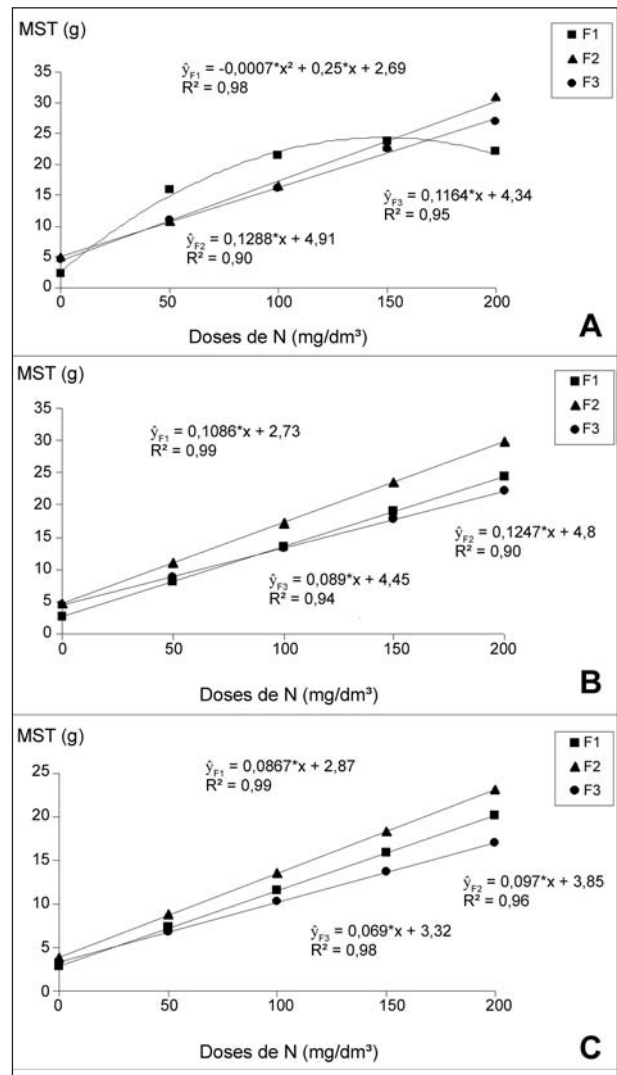 MST (g)
F1
F2
F3
ŷF1 = -0,0007*x² + 0,25*x + 2,69
R² = 0,98
35
30
25
20
15
10
5
0
ŷF3 = 0,1164*x + 4,34
R² = 0,95
ŷF2 = 0,1288*x + 4,91
R² = 0,90
0 50 100 150 200
Doses de N (mg/dm³)
A
MST (g)
F1
F2
F3
35
30
25
20
15
10
5
0
ŷF1 = 0,1086*x + 2,73
R² = 0,99
ŷF2 = 0,1247*x + 4,8
R² = 0,90
ŷF3 = 0,089*x + 4,45
R² = 0,94
0 50 100 150 200
Doses de N (mg/dm³)
B
MST (g)
F1
F2
F3
ŷF1 = 0,0867*x + 2,87
R² = 0,99
25
20
15
10
5
0
ŷF2 = 0,097*x + 3,85
R² = 0,96
ŷF3 = 0,069*x + 3,32
R² = 0,98
0 50 100 150 200
Doses de N (mg/dm³)
C